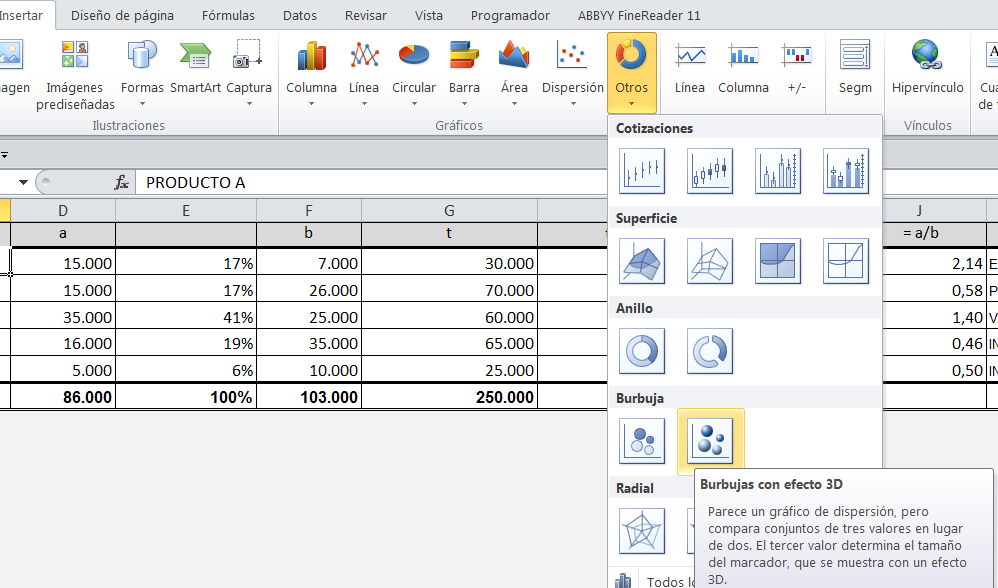 Insertar Diseño de página Fórmulas Datos Revisar Vista Programador ABBYY FineReader 11
agen Imágenes prediseñadas Formas SmartArt Captura Columna Línea Circular Barra Área Dispersión Otros Línea Columna +/- Segm Hipervínculo
Ilustraciones Gráficos Vínculos
fx PRODUCTO A
D E F G J
a b t = a/b
15.000 17% 7.000 30.000 2,14 E
15.000 17% 26.000 70.000 0,58 P
35.000 41% 25.000 60.000 1,40 V
16.000 19% 35.000 65.000 0,46 IN
5.000 6% 10.000 25.000 0,50 IN
86.000 100% 103.000 250.000
Cotizaciones
Superficie
Anillo
Burbuja
Radial
Todos
Burbujas con efecto 3D
Parece un gráfico de dispersión, pero
compara conjuntos de tres valores en lugar
de dos. El tercer valor determina el tamaño
del marcador, que se muestra con un efecto
3D.